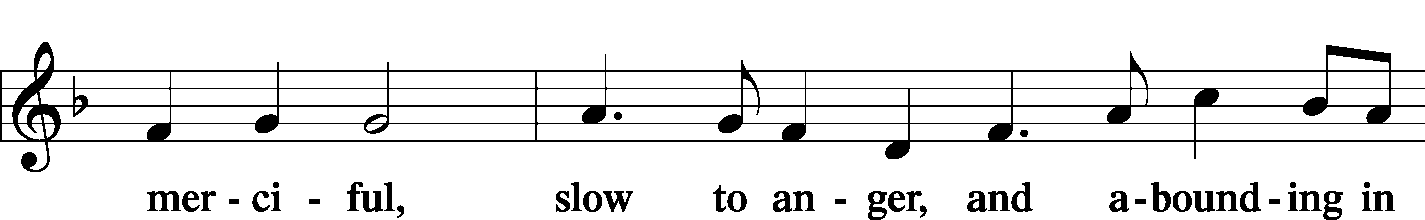 mer - ci - ful, slow to an - ger, and a - bound - ing in